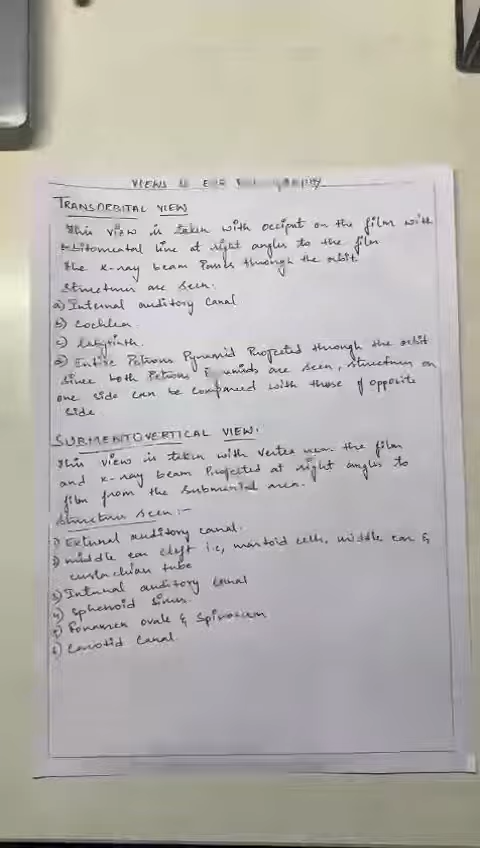 VIEWS
TRANSORBITAL VIEW
This view is taken with occiput on the film with
orbitomental line at right angles to the film
The x-ray beam Passes through the orbit
Structures are seen:
a) Internal auditory canal
b) cochlea
c) labyrinth.
d) Entire Petrous Pyramid Projected through the orbit
since both Petrous are seen, structures on
one side can be compared with those of opposite
side.
SUBMENTOVERTICAL VIEW:
This view is taken with vertex near the film
and x-ray beam Projected at right angles to
film from the submental area.
Structures seen:-
1) External auditory canal.
2) middle ear cleft i.e, mastoid cells, middle ear &
eustachian tube
3) Internal auditory canal
4) Sphenoid sinus.
5) Foramen ovale & Spinosum
6) Carotid Canal